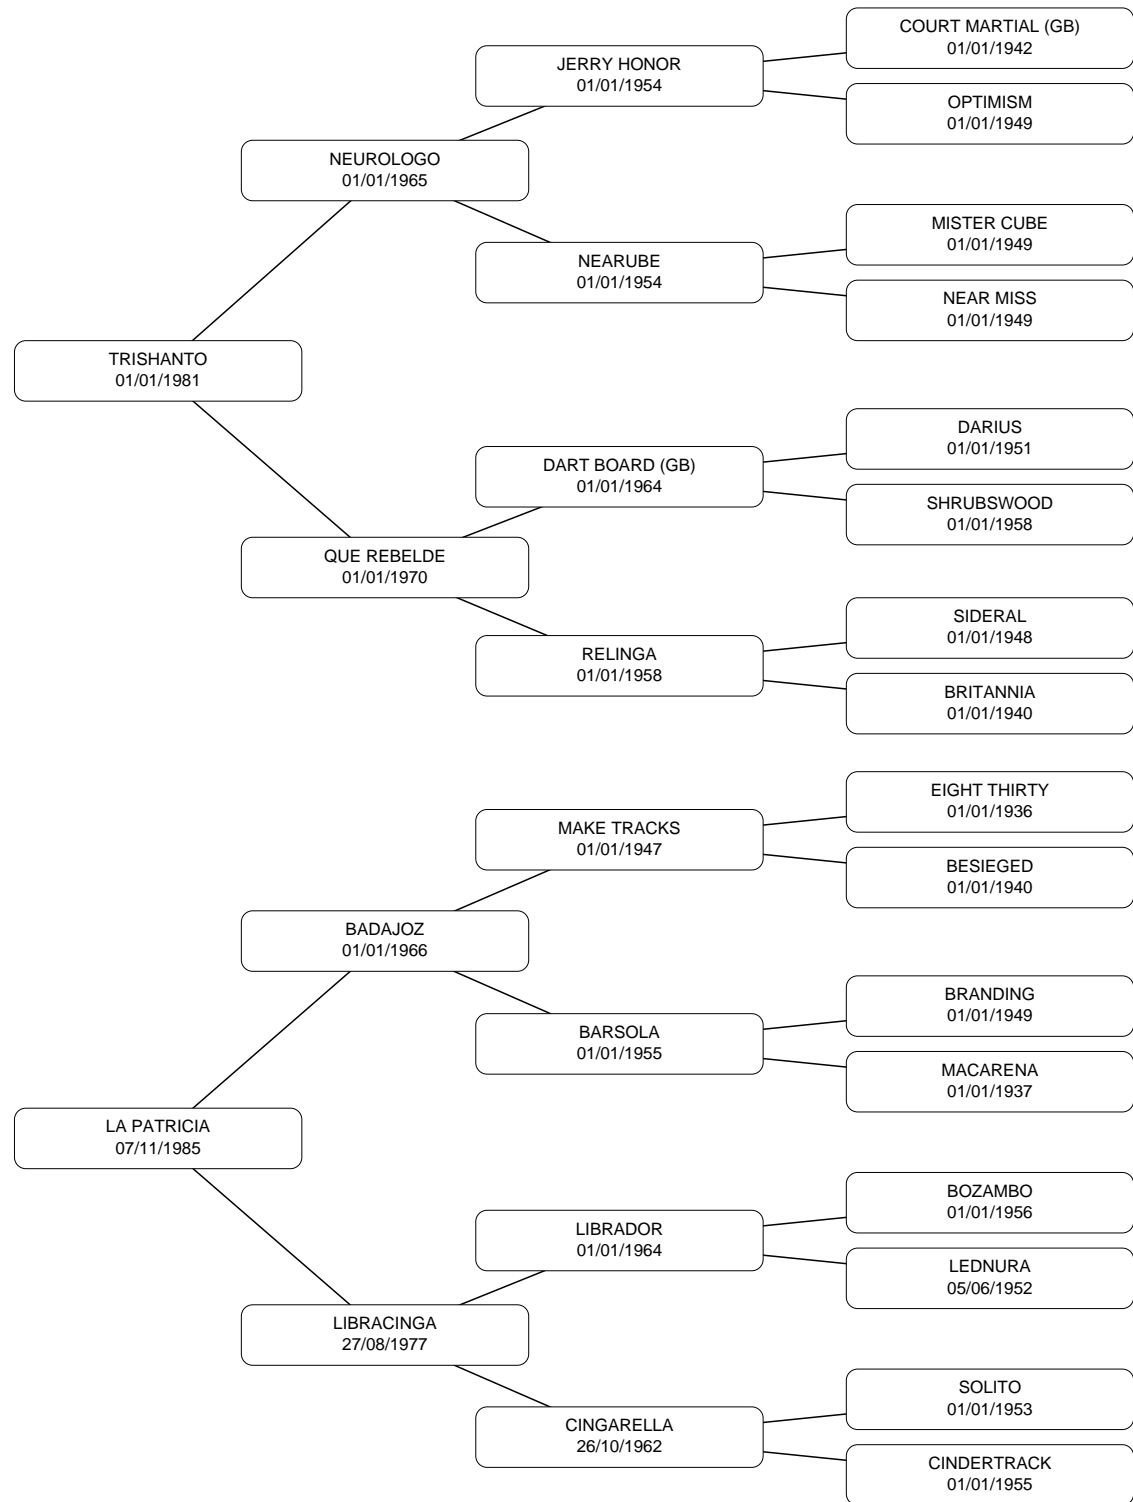 COURT MARTIAL (GB)
01/01/1942
JERRY HONOR
01/01/1954
OPTIMISM
01/01/1949
NEUROLOGO
01/01/1965
MISTER CUBE
01/01/1949
NEARUBE
01/01/1954
NEAR MISS
01/01/1949
TRISHANTO
01/01/1981
DARIUS
01/01/1951
DART BOARD (GB)
01/01/1964
SHRUBSWOOD
01/01/1958
QUE REBELDE
01/01/1970
SIDERAL
01/01/1948
RELINGA
01/01/1958
BRITANNIA
01/01/1940
EIGHT THIRTY
01/01/1936
MAKE TRACKS
01/01/1947
BESIEGED
01/01/1940
BADAJOZ
01/01/1966
BRANDING
01/01/1949
BARSOLA
01/01/1955
MACARENA
01/01/1937
LA PATRICIA
07/11/1985
BOZAMBO
01/01/1956
LIBRADOR
01/01/1964
LEDNURA
05/06/1952
LIBRACINGA
27/08/1977
SOLITO
01/01/1953
CINGARELLA
26/10/1962
CINDERTRACK
01/01/1955